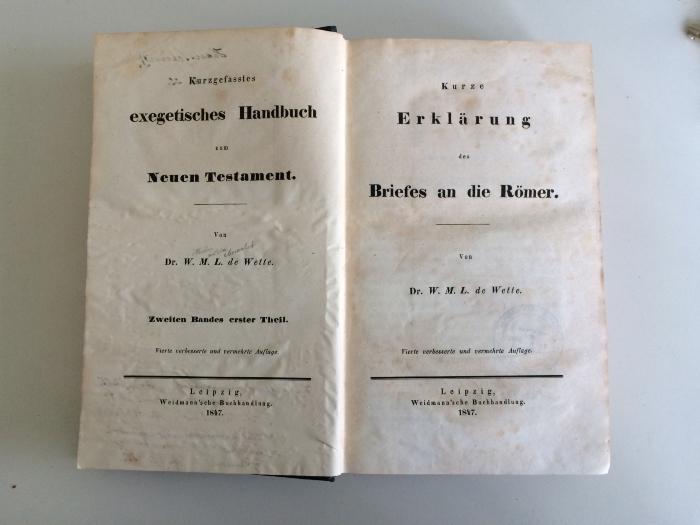 Kurzgefasstes
exegetisches Handbuch
zum
Neuen Testament.
Von
Dr. W. M. L. de Wette.
Zweiten Bandes erster Theil.
Vierte verbesserte und vermehrte Auflage.
Leipzig,
Weidmann'sche Buchhandlung.
1847.
Kurze
Erklärung
des
Briefes an die Römer.
Von
Dr. W. M. L. de Wette.
Vierte verbesserte und vermehrte Auflage.
Leipzig,
Weidmann'sche Buchhandlung.
1847.